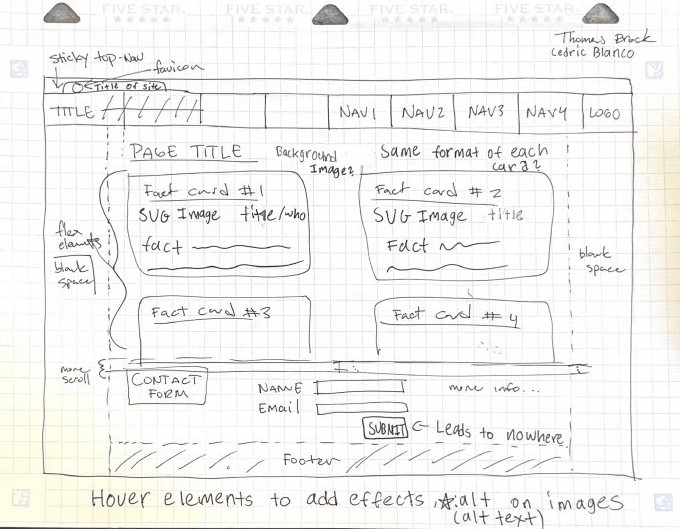 FIVE STAR. FIVE STAR. FIVE STAR. FIVE STAR.
Thomas Brock
Cedric Blanco
sticky top-nav
favicon
Title of site
TITLE NAV1 NAV2 NAV3 NAV4 LOGO
PAGE TITLE
Background
Image?
Same format of each
card?
Fact card #1
SVG Image title/who
fact
Fact card #2
SVG Image title
Fact
flex
elements
blank
space
blank
space
Fact card #3
Fact card #4
more
scroll
CONTACT
FORM
NAME
Email
more info...
SUBMIT ← Leads to nowhere
Footer
Hover elements to add effects, ☆.alt on images
(alt text)